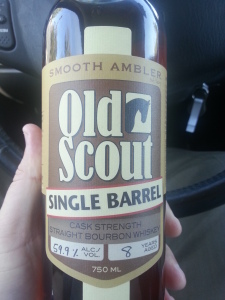 SMOOTH AMBLER
Old
Scout
SINGLE BARREL
CASK STRENGTH
STRAIGHT BOURBON WHISKEY
59.9% ALC/ VOL 8 YEARS AGED
750 ML